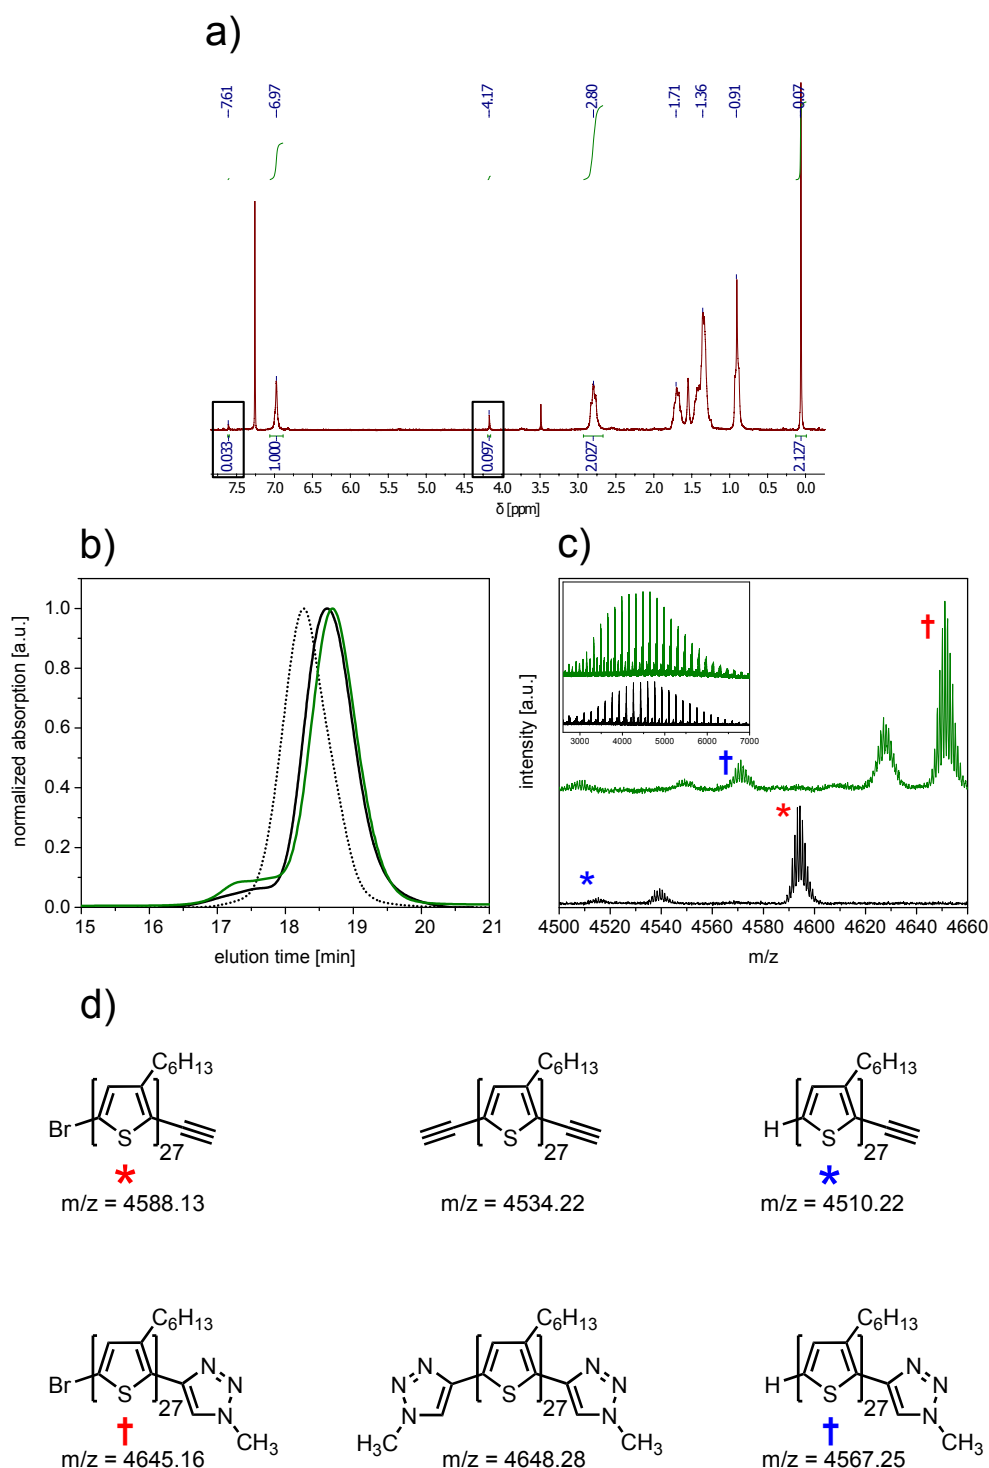 a)
−7.61 −6.97 −4.17 −2.80 −1.71 −1.36 −0.91 0.07
0.033 1.000 0.097 2.027 2.127
7.5 7.0 6.5 6.0 5.5 5.0 4.5 4.0 3.5 3.0 2.5 2.0 1.5 1.0 0.5 0.0
δ [ppm]
b)
normalized absorption [a.u.]
1.0
0.8
0.6
0.4
0.2
0.0
15 16 17 18 19 20 21
elution time [min]
c)
intensity [a.u.]
3000 4000 5000 6000 7000
†
†
*
*
4500 4520 4540 4560 4580 4600 4620 4640 4660
m/z
d)
C6H13 C6H13 C6H13
Br S 27 S 27 H S 27
* *
m/z = 4588.13 m/z = 4534.22 m/z = 4510.22
C6H13 C6H13 C6H13
Br S 27 N N N CH3
H3C N N N S 27 N N N CH3
H S 27 N N N CH3
† †
m/z = 4645.16 m/z = 4648.28 m/z = 4567.25